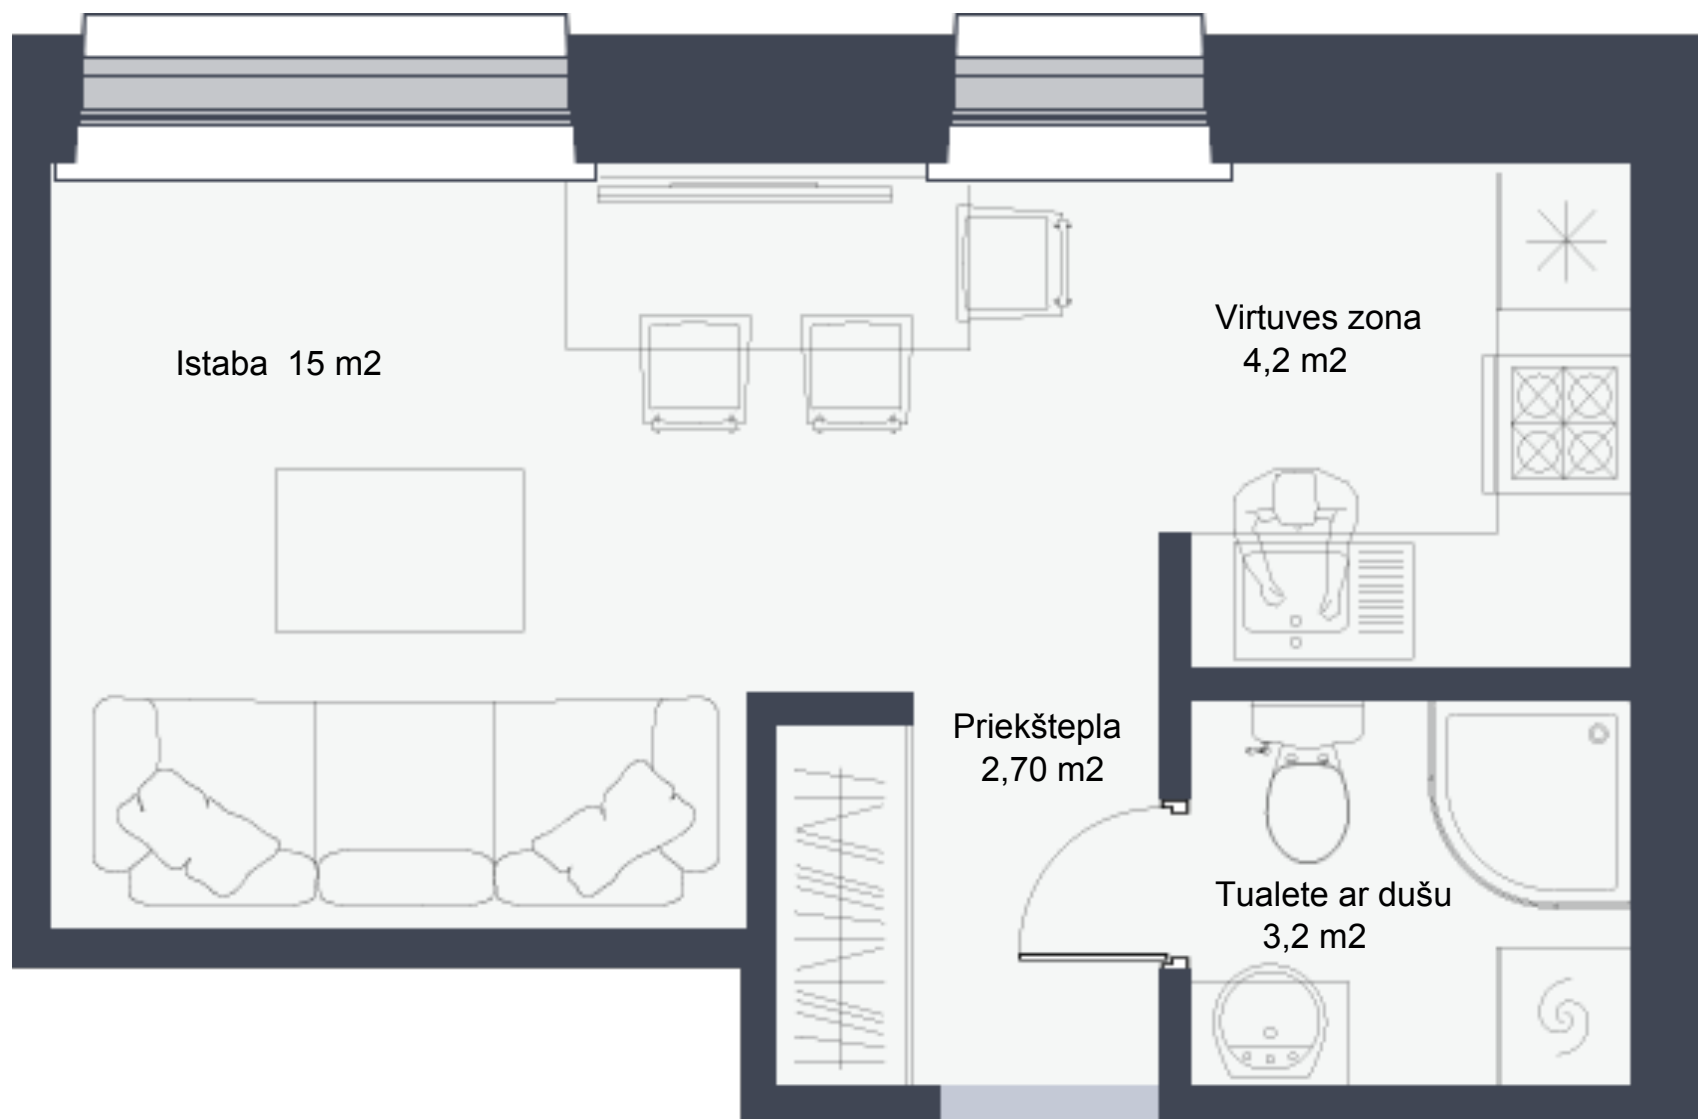 Virtuves zona
4,2 m2
Istaba  15 m2
Priekštepla
2,70 m2
Tualete ar dušu
3,2 m2